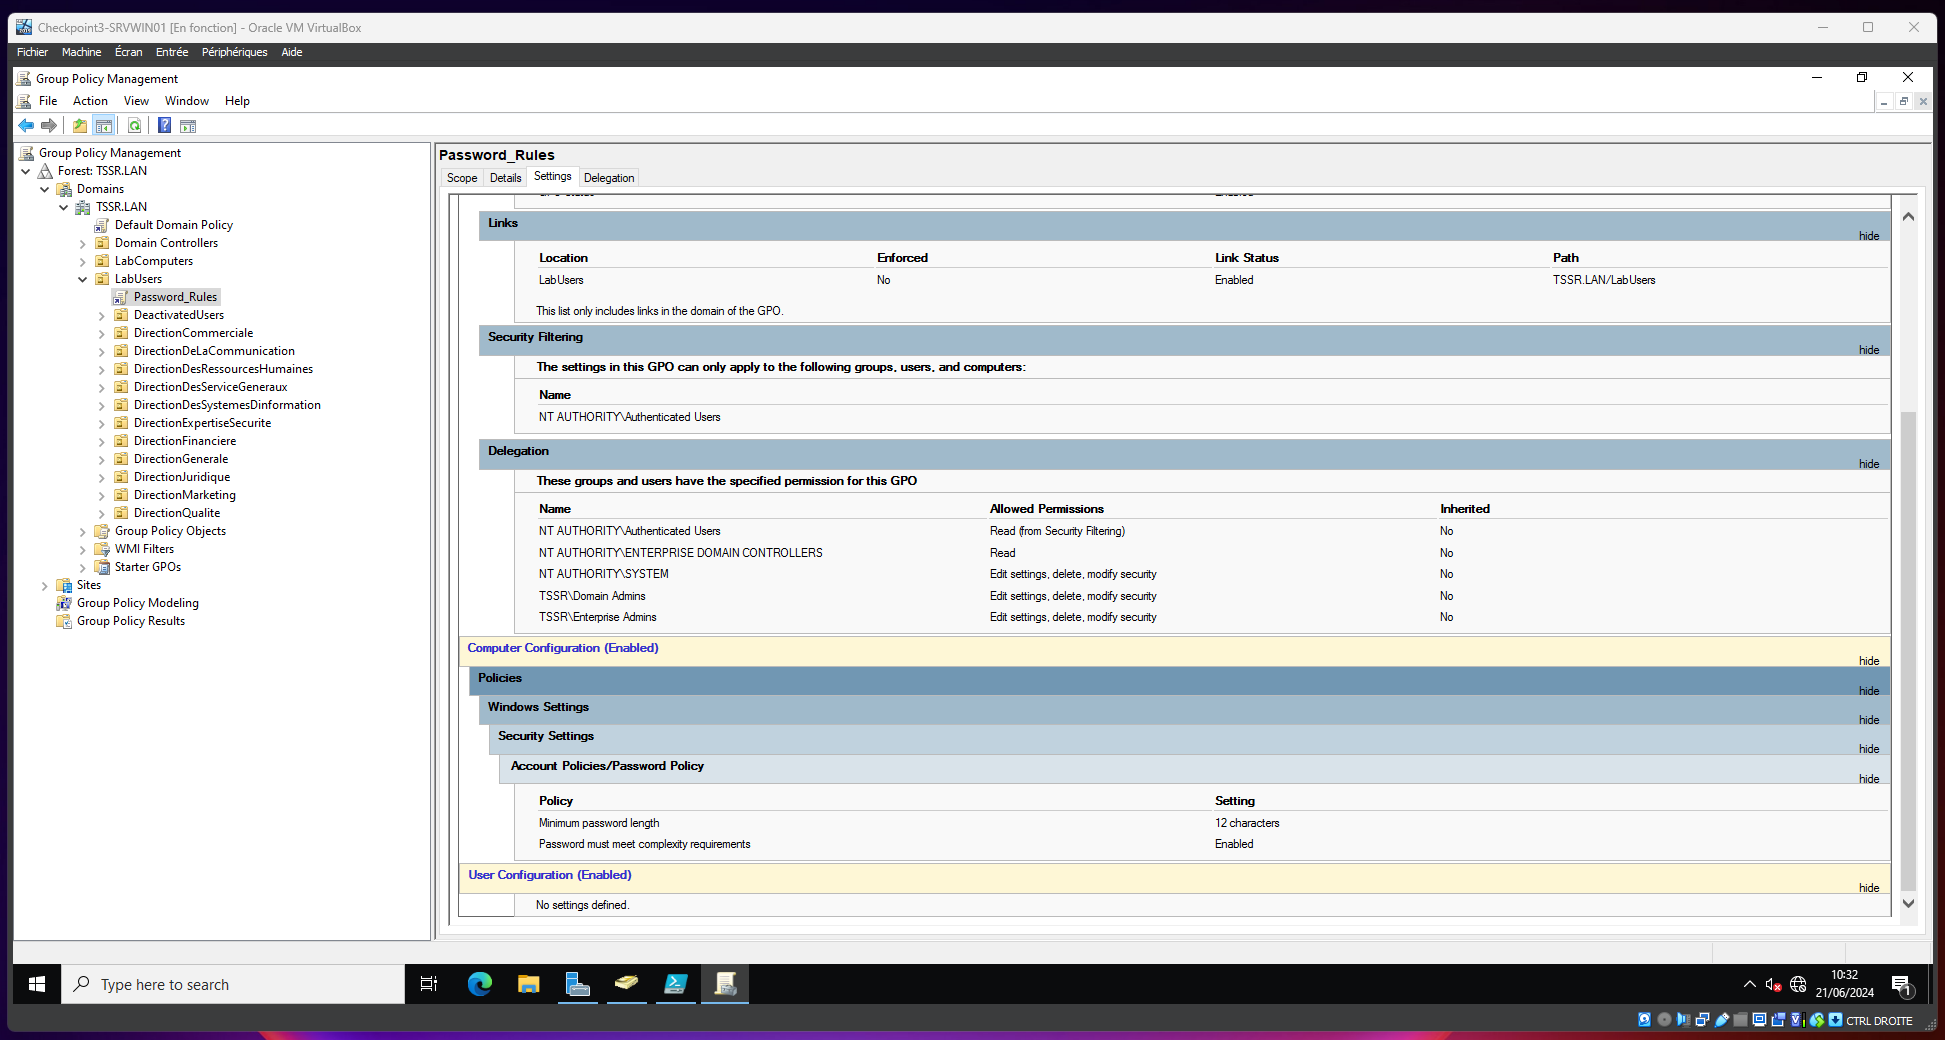 Checkpoint3-SRVWIN01 [En fonction] - Oracle VM VirtualBox
Fichier Machine Écran Entrée Périphériques Aide
Group Policy Management
File Action View Window Help
Group Policy Management
Forest: TSSR.LAN
Domains
TSSR.LAN
Default Domain Policy
Domain Controllers
LabComputers
LabUsers
Password_Rules
DeactivatedUsers
DirectionCommerciale
DirectionDeLaCommunication
DirectionDesRessourcesHumaines
DirectionDesServiceGeneraux
DirectionDesSystemesDinformation
DirectionExpertiseSecurite
DirectionFinanciere
DirectionGenerale
DirectionJuridique
DirectionMarketing
DirectionQualite
Group Policy Objects
WMI Filters
Starter GPOs
Sites
Group Policy Modeling
Group Policy Results
Password_Rules
Scope Details Settings Delegation
Links
hide
Location Enforced Link Status Path
LabUsers No Enabled TSSR.LAN/LabUsers
This list only includes links in the domain of the GPO.
Security Filtering
hide
The settings in this GPO can only apply to the following groups, users, and computers:
Name
NT AUTHORITY\Authenticated Users
Delegation
hide
These groups and users have the specified permission for this GPO
Name Allowed Permissions Inherited
NT AUTHORITY\Authenticated Users Read (from Security Filtering) No
NT AUTHORITY\ENTERPRISE DOMAIN CONTROLLERS Read No
NT AUTHORITY\SYSTEM Edit settings, delete, modify security No
TSSR\Domain Admins Edit settings, delete, modify security No
TSSR\Enterprise Admins Edit settings, delete, modify security No
Computer Configuration (Enabled)
hide
Policies
hide
Windows Settings
hide
Security Settings
hide
Account Policies/Password Policy
hide
Policy Setting
Minimum password length 12 characters
Password must meet complexity requirements Enabled
User Configuration (Enabled)
hide
No settings defined.
Type here to search
10:32
21/06/2024
1
CTRL DROITE